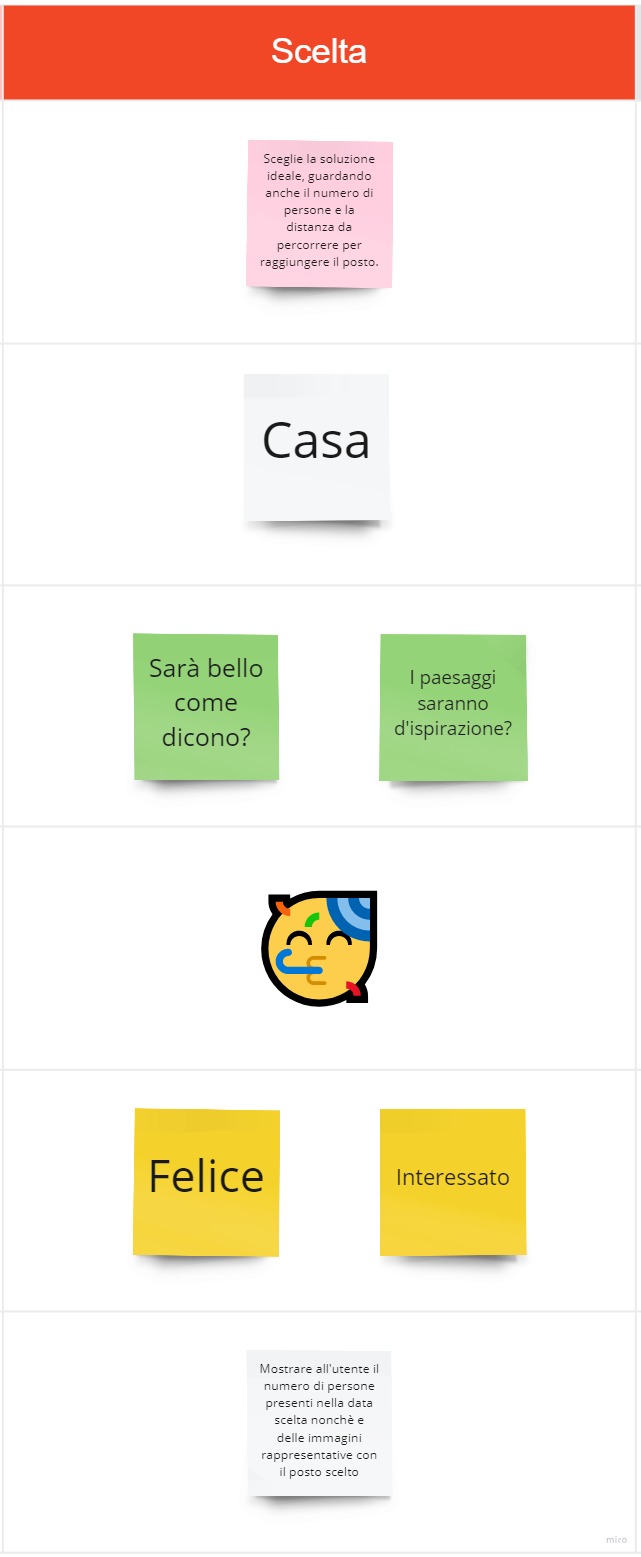 Scelta
Sceglie la soluzione
ideale, guardando
anche il numero di
persone e la
distanza da
percorrere per
raggiungere il posto.
Casa
Sarà bello
come
dicono?
I paesaggi
saranno
d'ispirazione?
Felice
Interessato
Mostrare all'utente il
numero di persone
presenti nella data
scelta nonchè e
delle immagini
rappresentative con
il posto scelto
miro